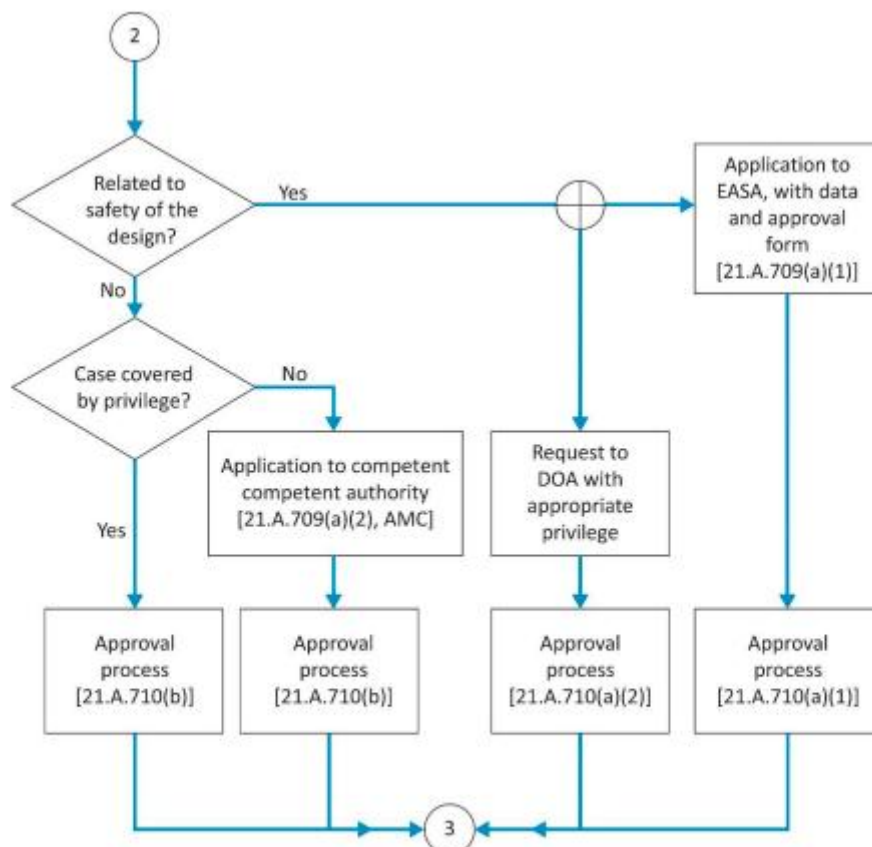 2
Related to
safety of the
design?
Yes
Application to
EASA, with data
and approval
form
[21.A.709(a)(1)]
No
Case covered
by privilege?
No
Application to competent
competent authority
[21.A.709(a)(2), AMC]
Request to
DOA with
appropriate
privilege
Yes
Approval
process
[21.A.710(b)]
Approval
process
[21.A.710(b)]
Approval
process
[21.A.710(a)(2)]
Approval
process
[21.A.710(a)(1)]
3